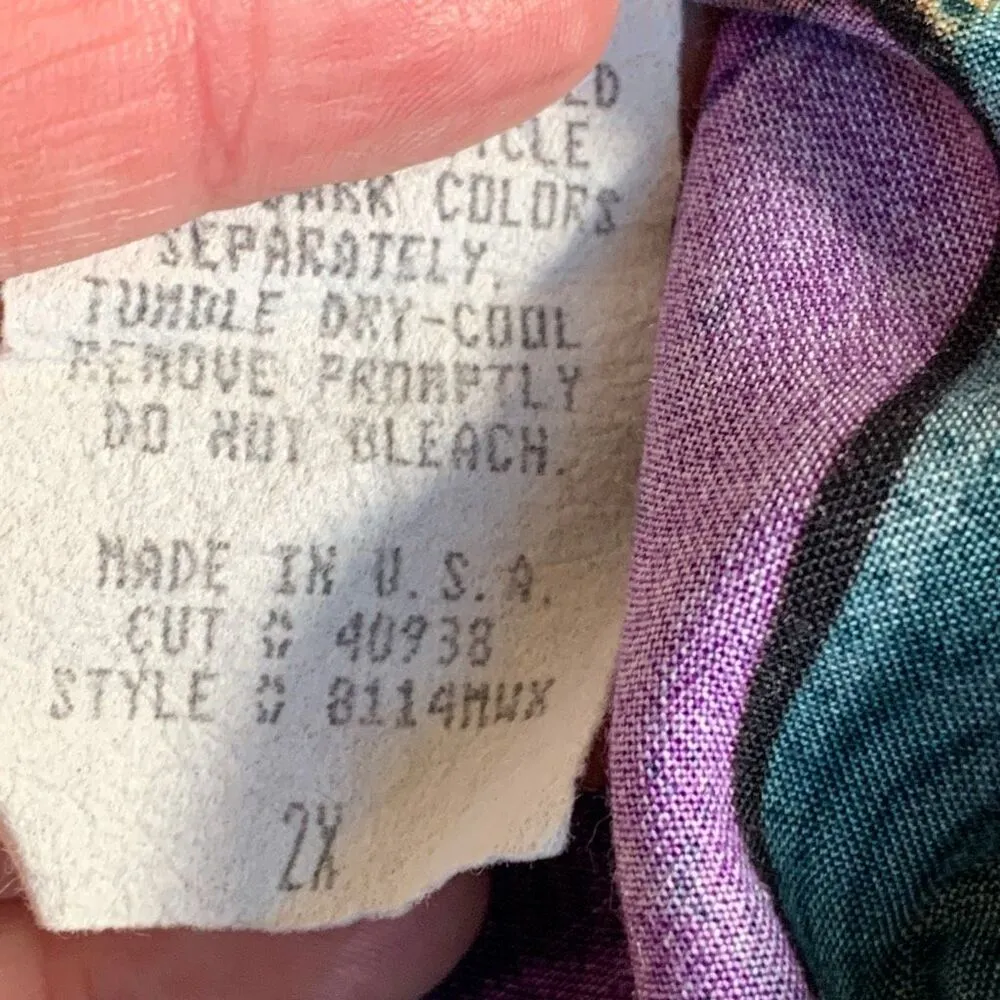 DARK COLORS
SEPARATELY.
TUMBLE DRY-COOL
REMOVE PROMPTLY
DO NOT BLEACH.
MADE IN U.S.A.
CUT # 40938
STYLE # 8114MWX
2X